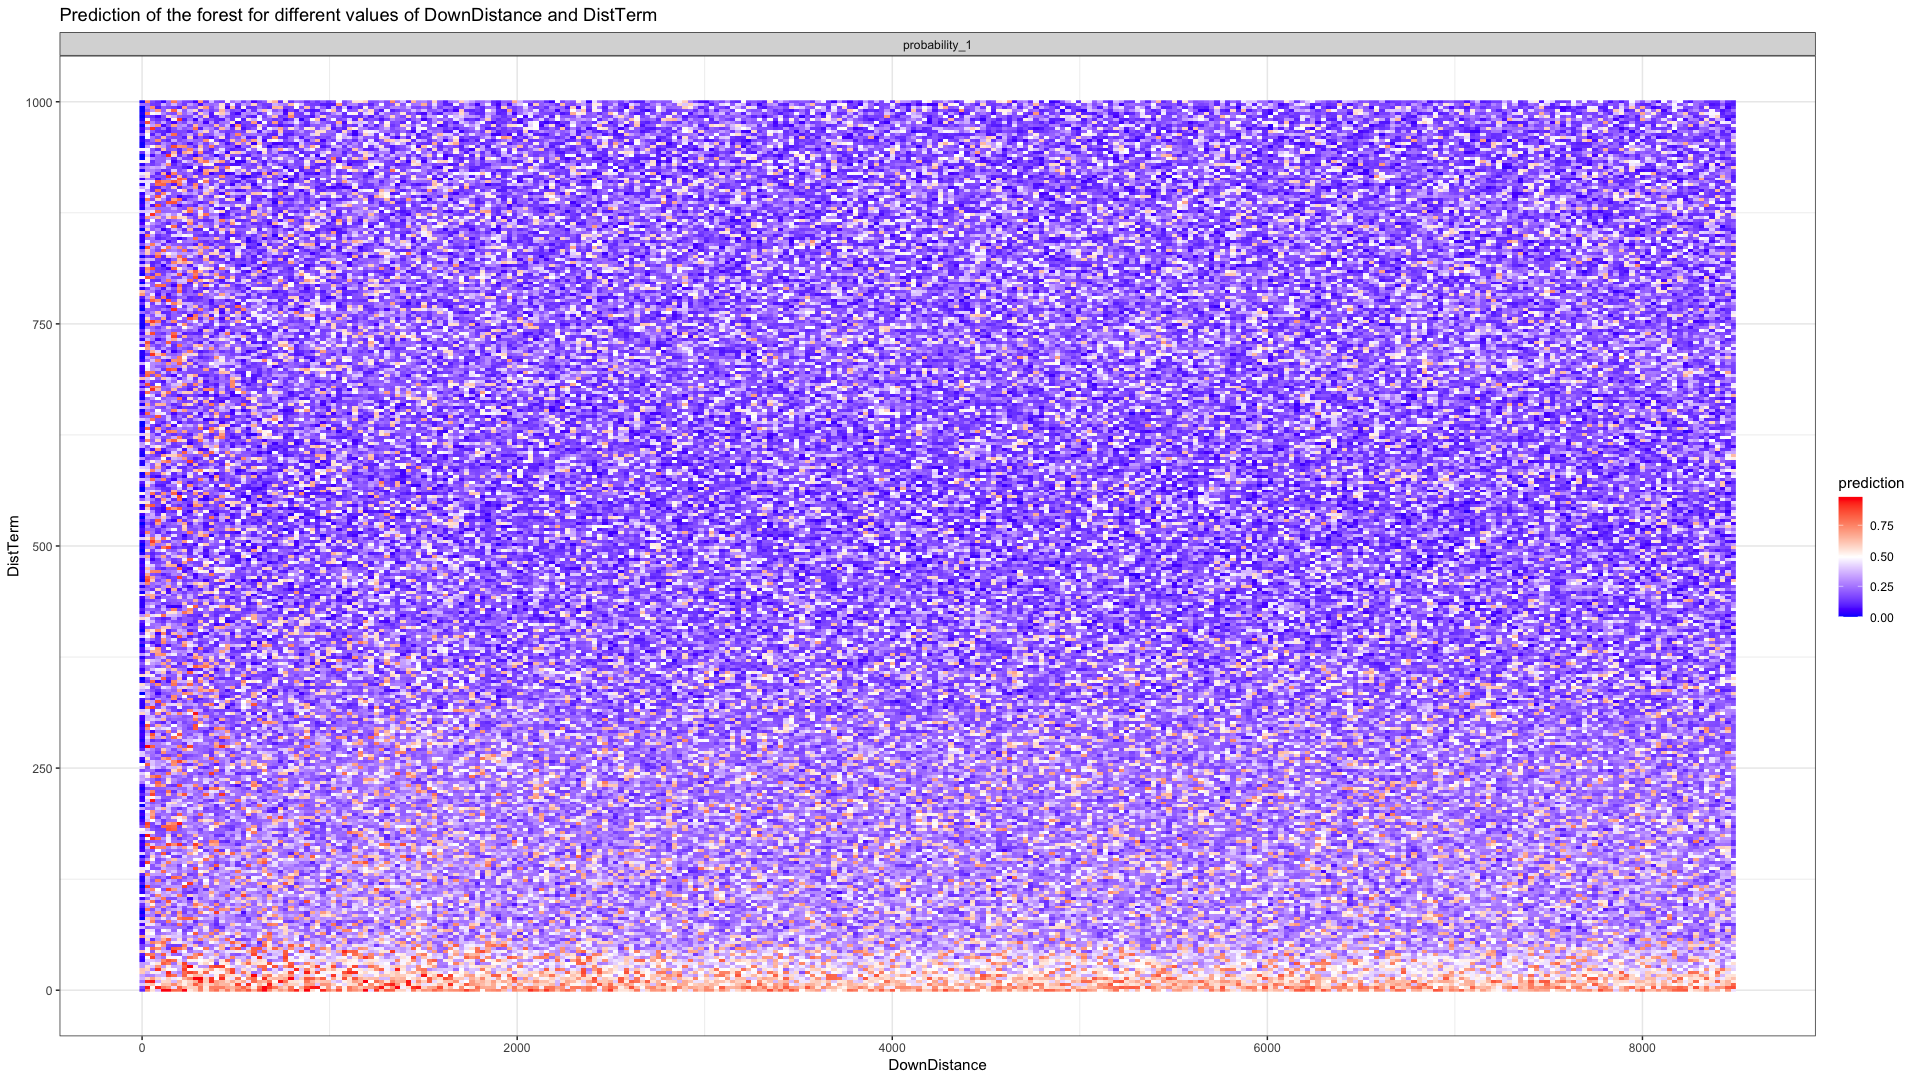 Prediction of the forest for different values of DownDistance and DistTerm
probability_1
1000
750
500
250
0
DistTerm
0 2000 4000 6000 8000
DownDistance
prediction
0.75
0.50
0.25
0.00